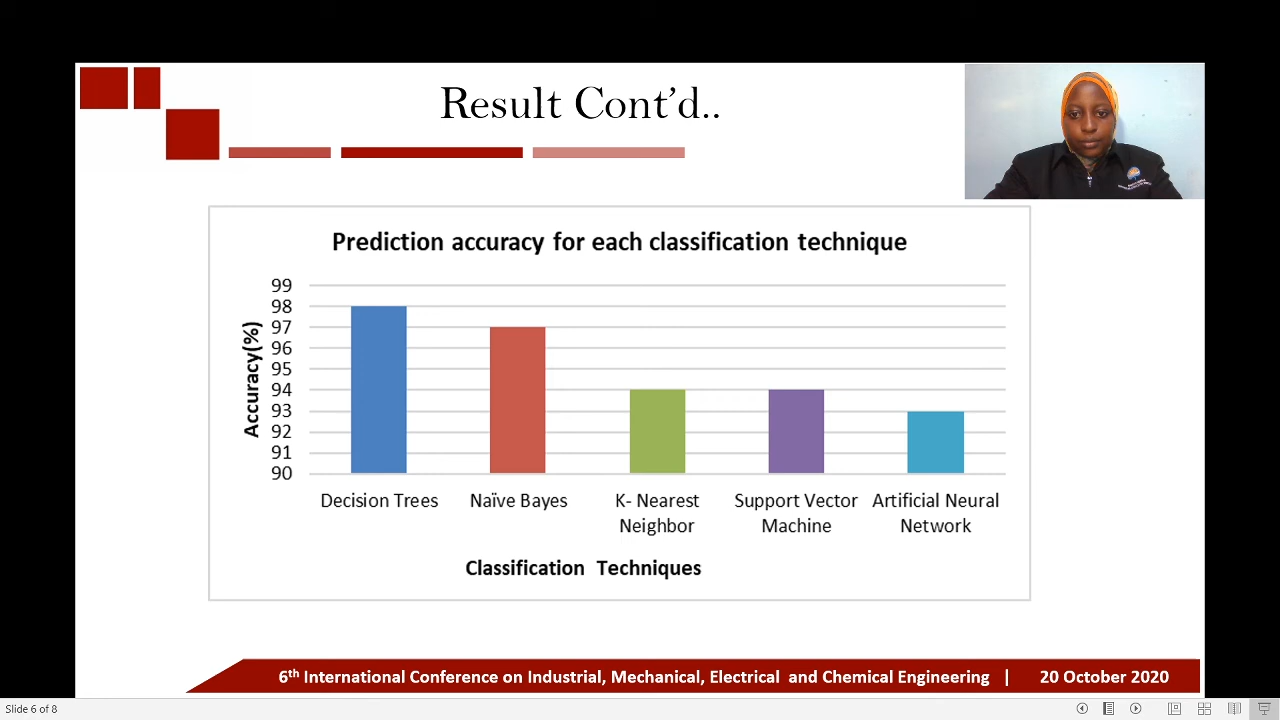 Result Cont’d..
Prediction accuracy for each classification technique
99
98
97
96
95
94
93
92
91
90
Accuracy(%)
Decision Trees
Naïve Bayes
K- Nearest
Neighbor
Support Vector
Machine
Artificial Neural
Network
Classification Techniques
6th International Conference on Industrial, Mechanical, Electrical and Chemical Engineering | 20 October 2020
Slide 6 of 8